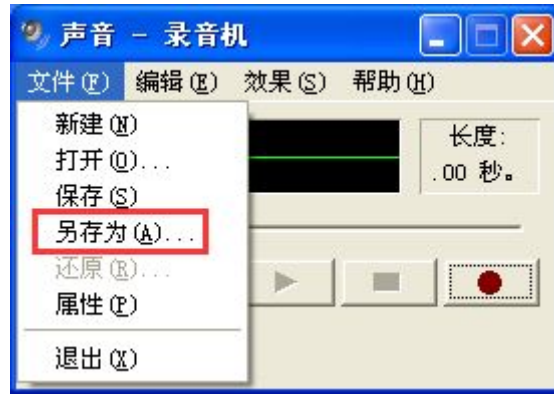 声音 - 录音机
文件(F) 编辑(E) 效果(S) 帮助(H)
新建(N)
打开(O)...
保存(S)
另存为(A)...
还原(R)...
属性(P)
退出(X)
长度:
.00 秒。